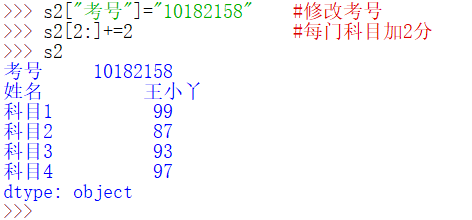 >>> s2["考号"]="10182158"    #修改考号
>>> s2[2:]+=2                #每门科目加2分
>>> s2
考号     10182158
姓名          王小丫
科目1           99
科目2           87
科目3           93
科目4           97
dtype: object
>>>